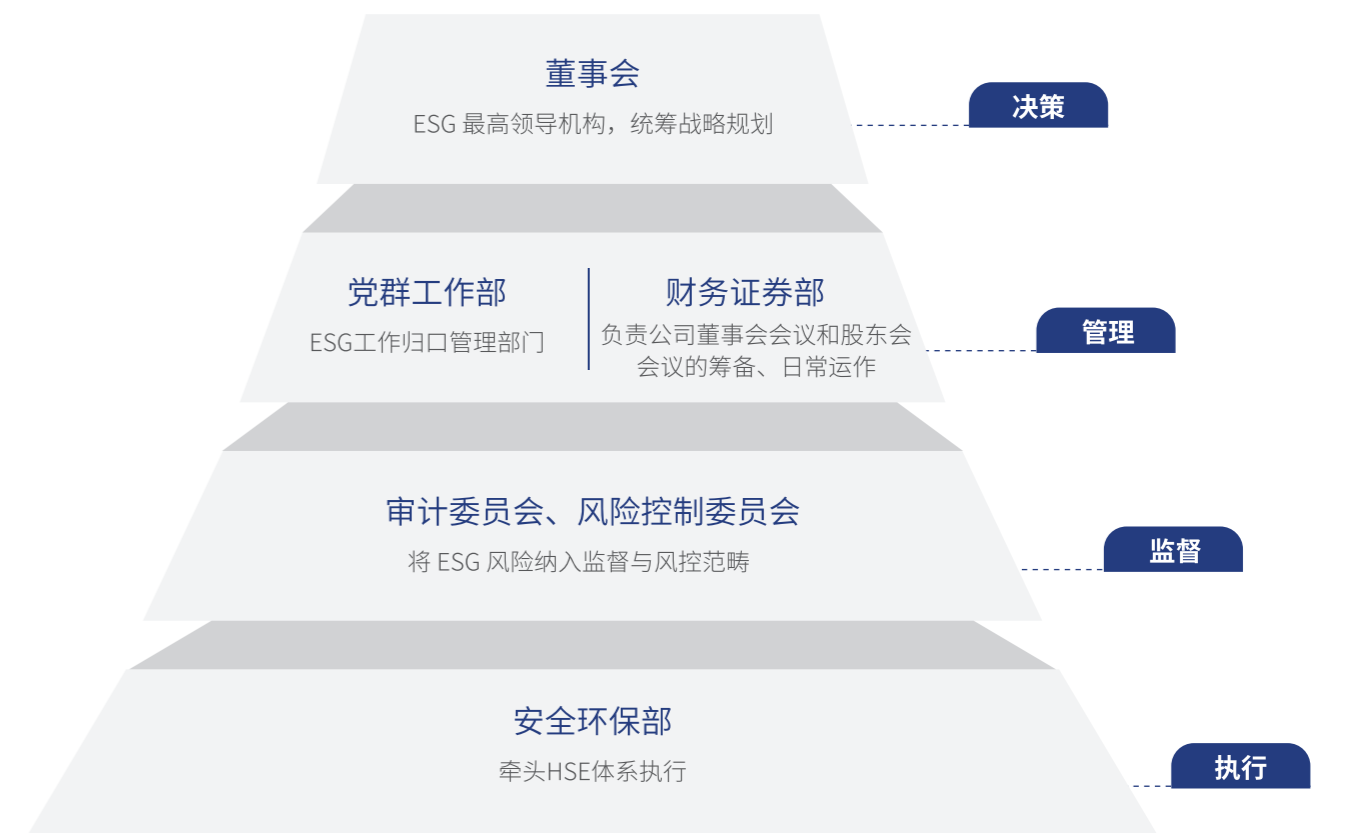 董事会
ESG 最高领导机构，统筹战略规划
决策
党群工作部
ESG工作归口管理部门
财务证券部
负责公司董事会会议和股东会
会议的筹备、日常运作
管理
审计委员会、风险控制委员会
将 ESG 风险纳入监督与风控范畴
监督
安全环保部
牵头HSE体系执行
执行